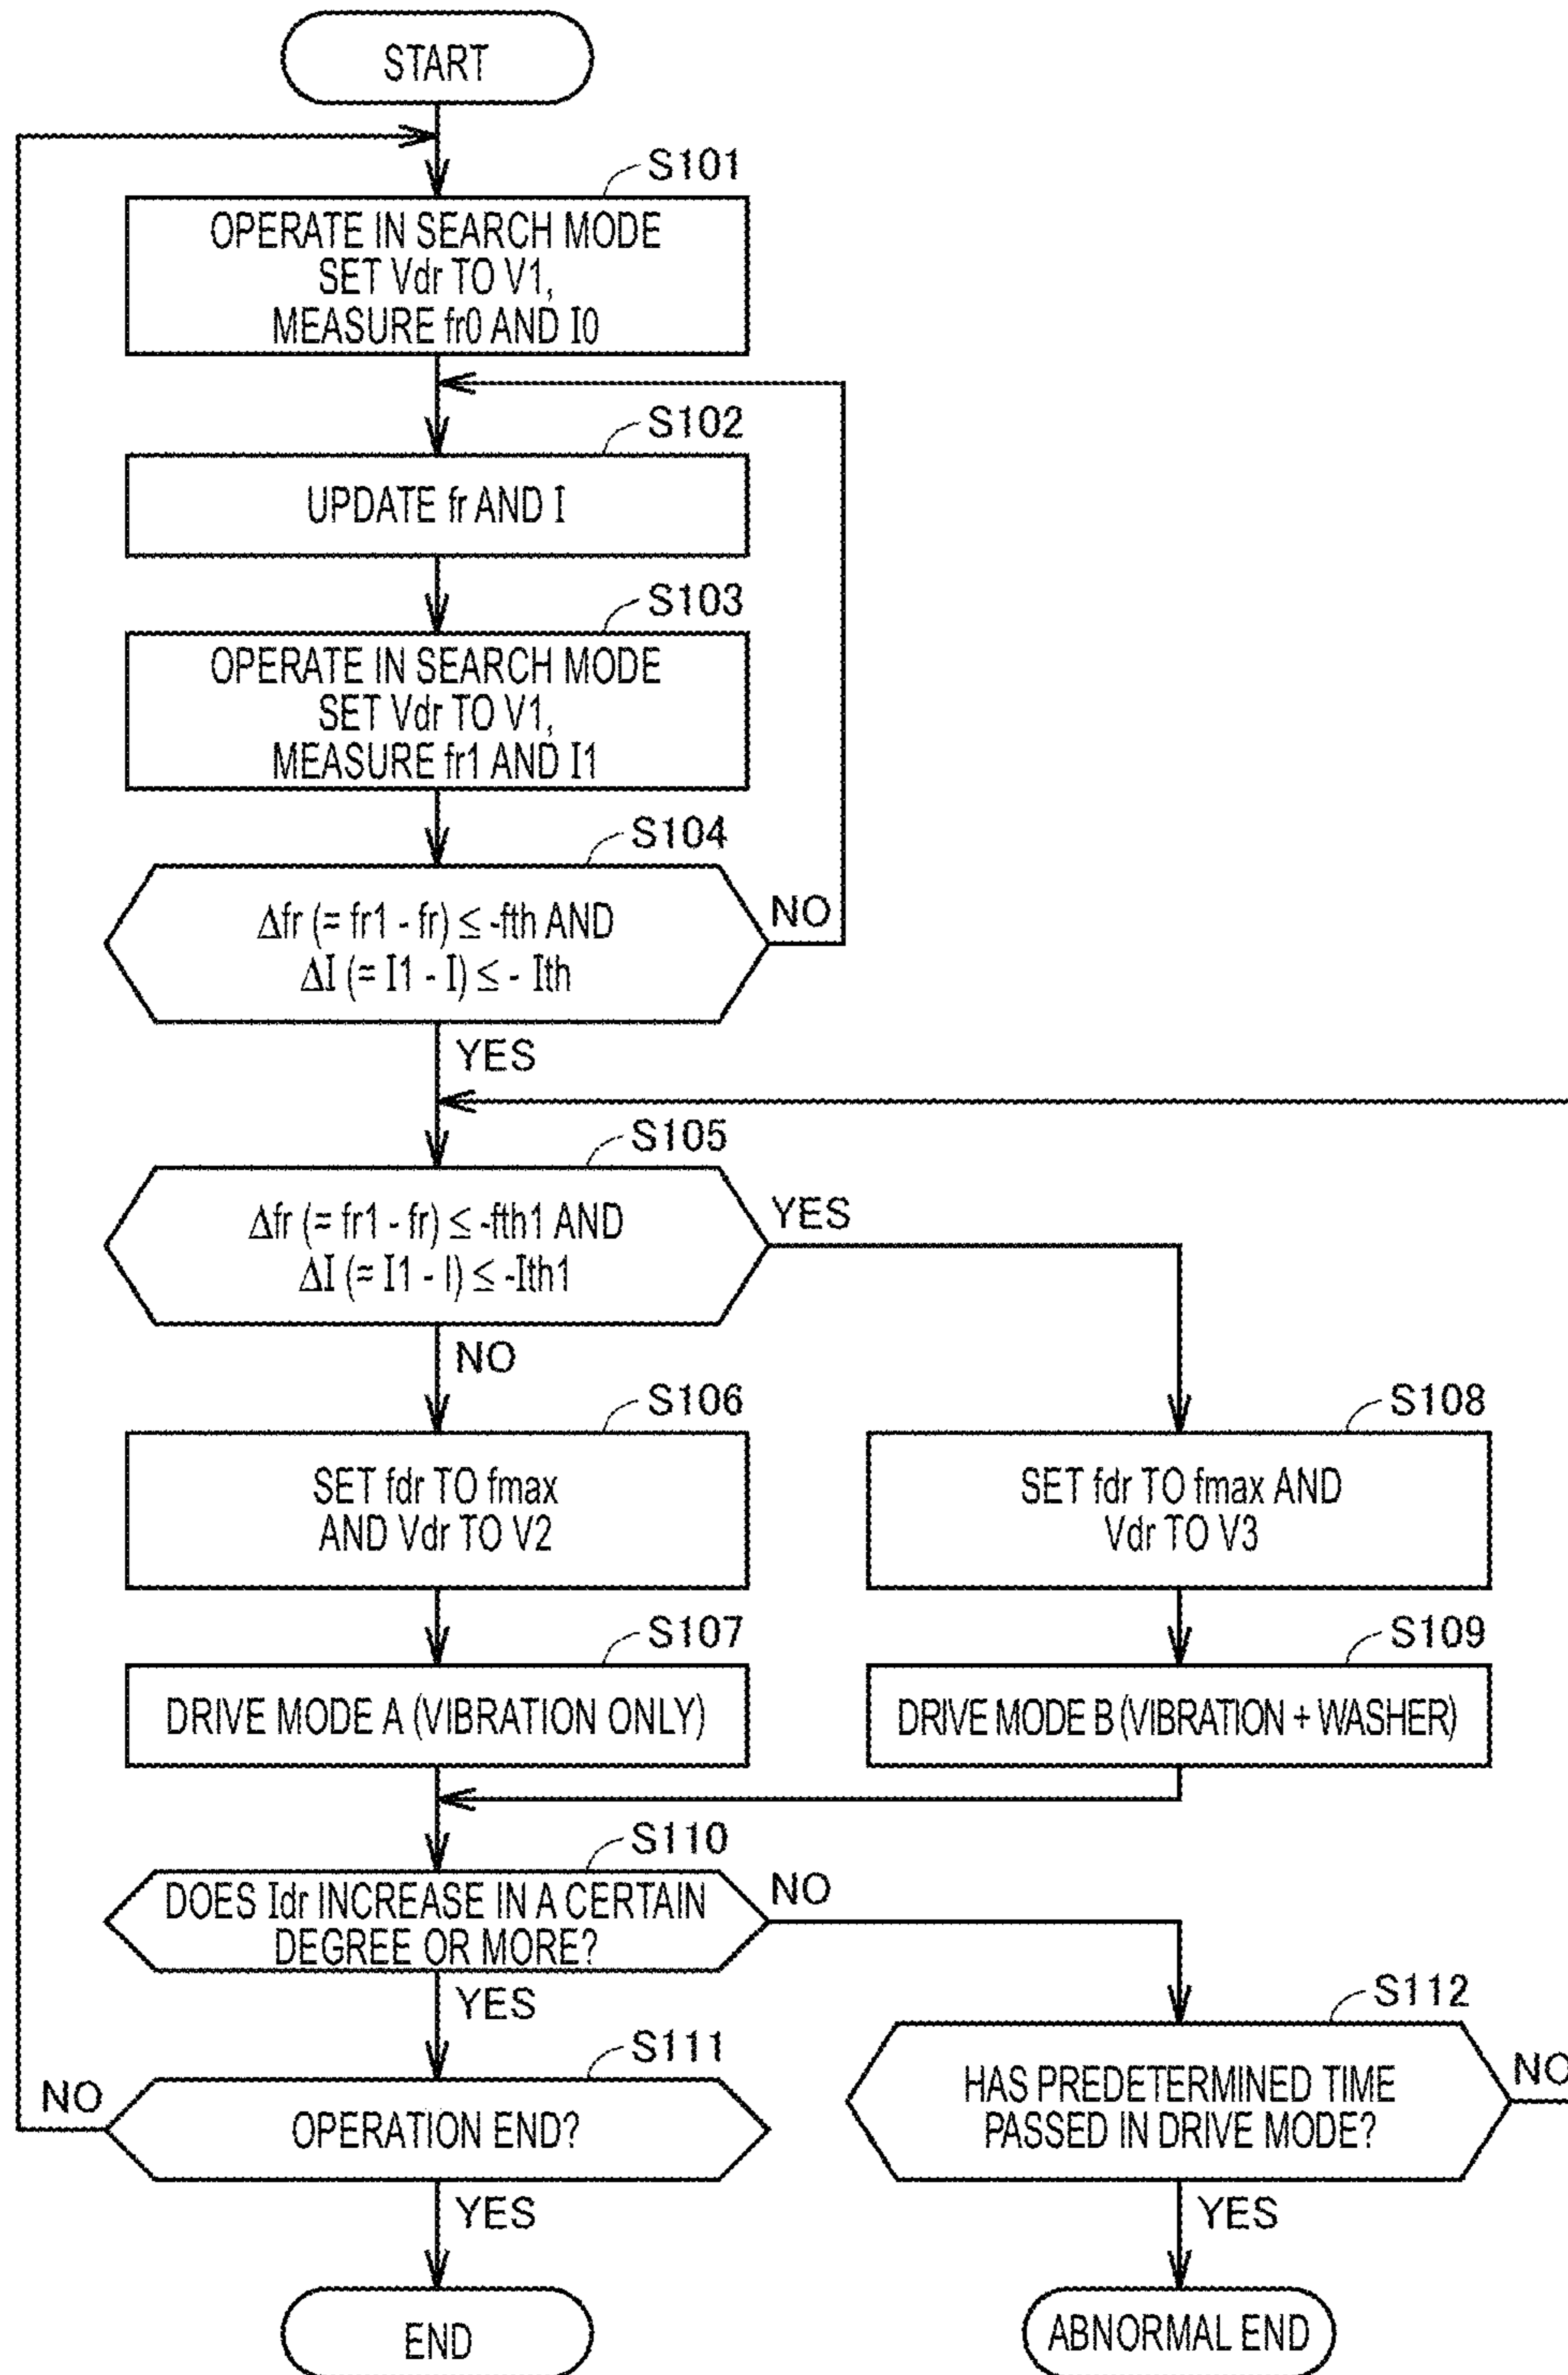 START
S101
OPERATE IN SEARCH MODE
SET Vdr TO V1,
MEASURE fr0 AND I0
S102
UPDATE fr AND I
S103
OPERATE IN SEARCH MODE
SET Vdr TO V1,
MEASURE fr1 AND I1
S104
Δfr (= fr1 - fr) ≤ -fth AND
ΔI (= I1 - I) ≤ - Ith
NO
YES
S105
Δfr (= fr1 - fr) ≤ -fth1 AND
ΔI (= I1 - I) ≤ -Ith1
YES
NO
S106
SET fdr TO fmax
AND Vdr TO V2
S108
SET fdr TO fmax AND
Vdr TO V3
S107
DRIVE MODE A (VIBRATION ONLY)
S109
DRIVE MODE B (VIBRATION + WASHER)
S110
DOES Idr INCREASE IN A CERTAIN
DEGREE OR MORE?
NO
YES
S112
HAS PREDETERMINED TIME
PASSED IN DRIVE MODE?
NO
YES
S111
OPERATION END?
NO
YES
END
ABNORMAL END